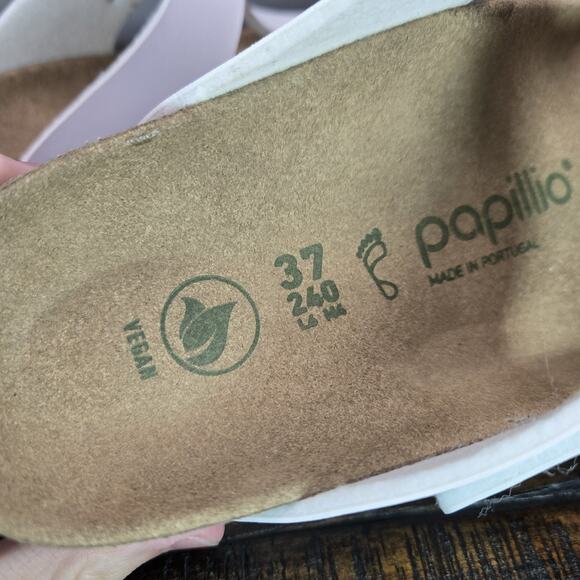 VEGAN
37
240
L6 M4
papillio®
MADE IN PORTUGAL